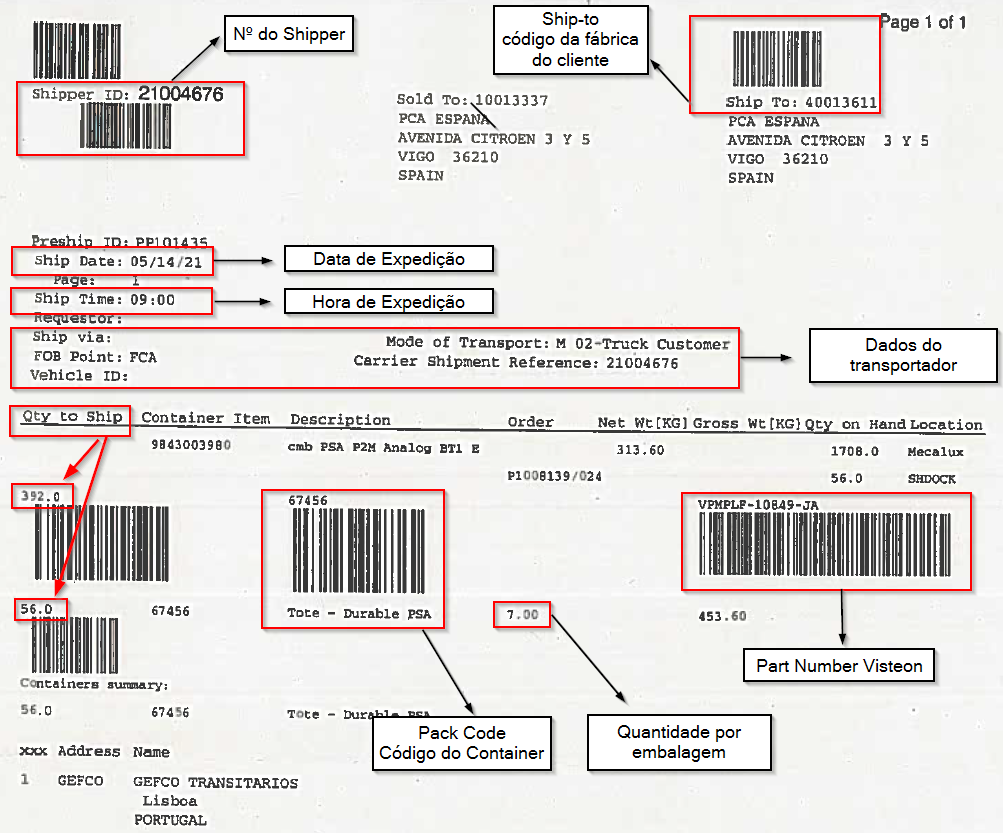 Page 1 of 1
Nº do Shipper
Ship-to
código da fábrica
do cliente
Shipper ID: 21004676
Sold To: 10013337
PCA ESPANA
AVENIDA CITROEN 3 Y 5
VIGO 36210
SPAIN
Ship To: 40013611
PCA ESPANA
AVENIDA CITROEN 3 Y 5
VIGO 36210
SPAIN
Preship ID: PP101435
Ship Date: 05/14/21
Data de Expedição
Page: 1
Ship Time: 09:00
Hora de Expedição
Requestor:
Ship via:
Mode of Transport: M 02-Truck Customer
FOB Point: FCA
Carrier Shipment Reference: 21004676
Vehicle ID:
Dados do
transportador
Qty to Ship Container Item Description Order Net Wt[KG] Gross Wt[KG] Qty on Hand Location
9843003980 cmb PSA P2M Analog BT1 E 313.60 1708.0 Mecalux
P1008139/024 56.0 SHDOCK
392.0 67456 VPMPLF-10849-JA
56.0 67456 Tote - Durable PSA 7.00 453.60
Part Number Visteon
Containers summary:
56.0 67456 Tote - Durable PSA
Pack Code
Código do Container
Quantidade por
embalagem
xxx Address Name
1 GEFCO GEFCO TRANSITARIOS
Lisboa
PORTUGAL